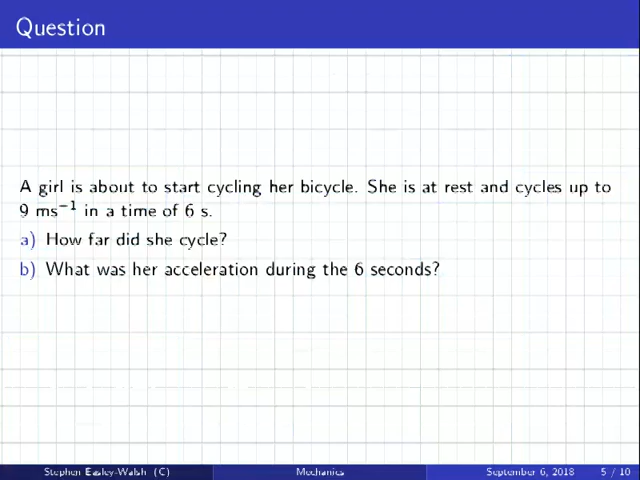 Question
A girl is about to start cycling her bicycle. She is at rest and cycles up to
9 ms⁻¹ in a time of 6 s.
a) How far did she cycle?
b) What was her acceleration during the 6 seconds?
Stephen Easley-Walsh (C) Mechanics September 6, 2018 5 / 10